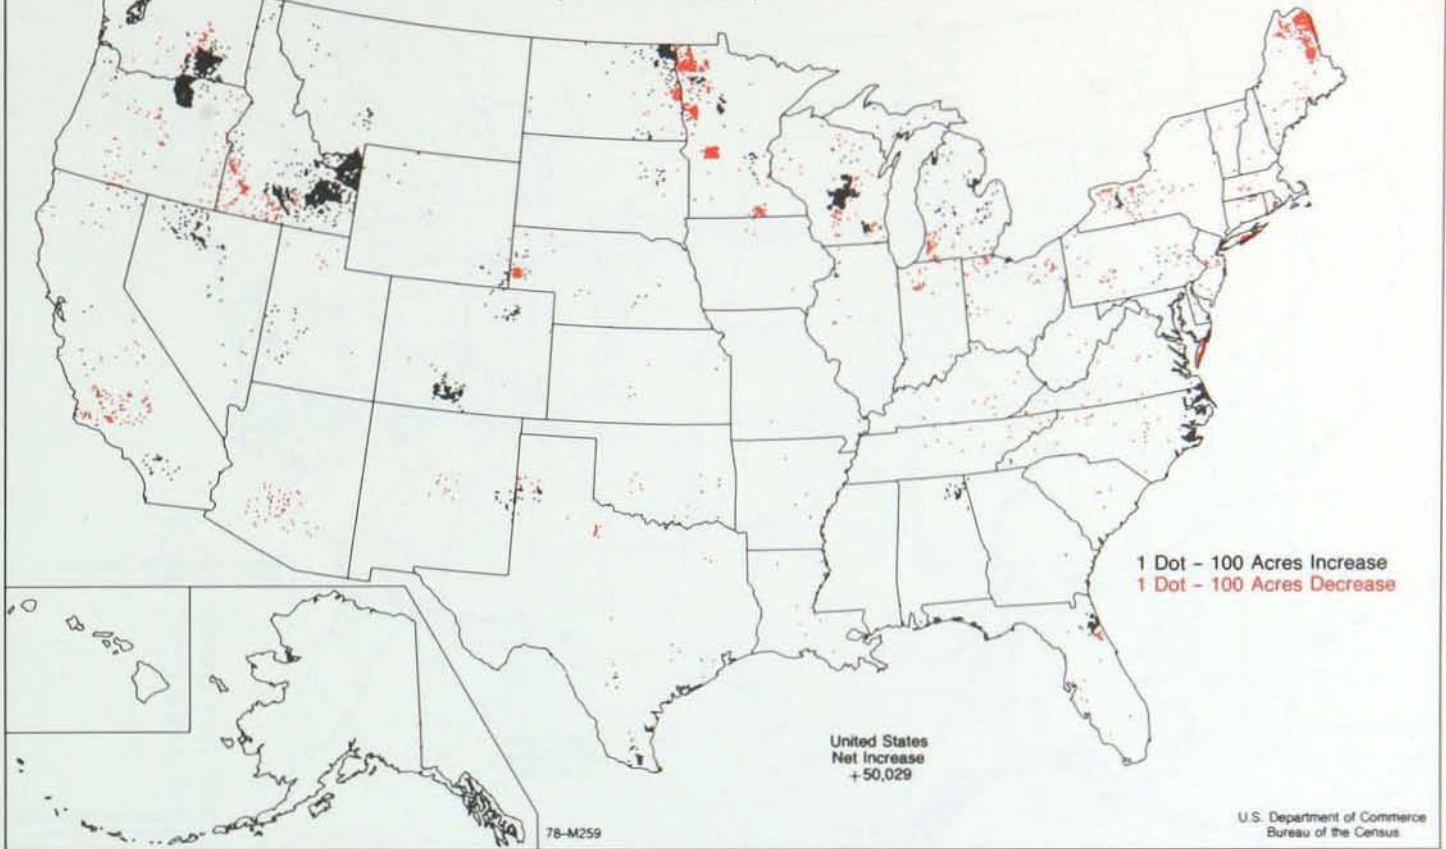 1 Dot – 100 Acres Increase
1 Dot – 100 Acres Decrease
United States
Net Increase
+50,029
78–M259
U.S. Department of Commerce
Bureau of the Census